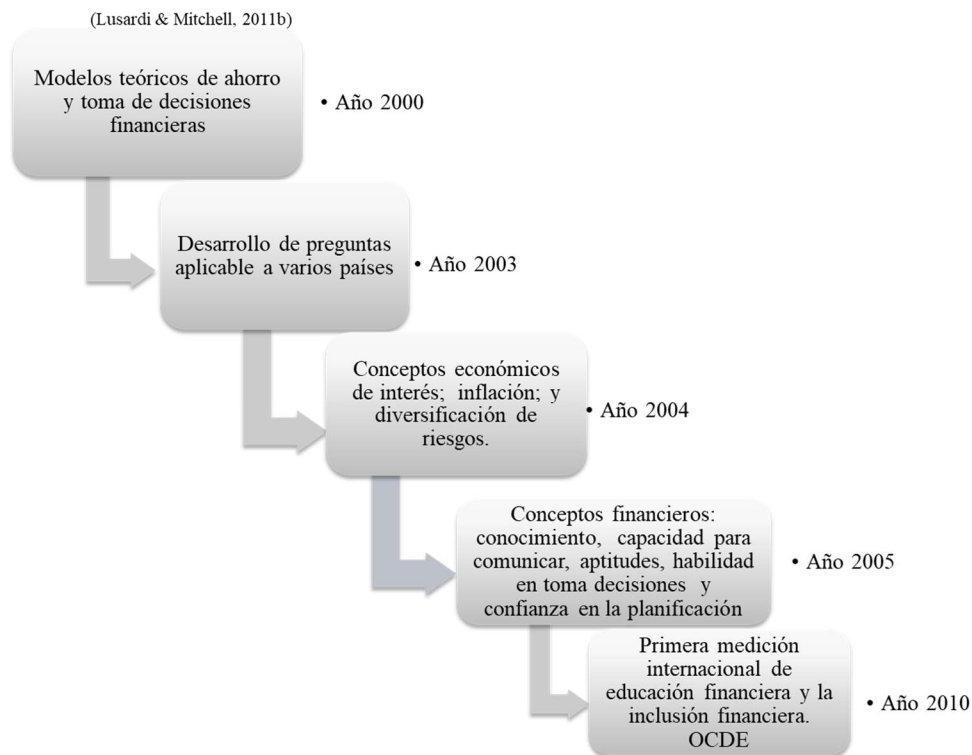 (Lusardi & Mitchell, 2011b)
Modelos teóricos de ahorro
y toma de decisiones
financieras
• Año 2000
Desarrollo de preguntas
aplicable a varios países
• Año 2003
Conceptos económicos
de interés; inflación; y
diversificación de
riesgos.
• Año 2004
Conceptos financieros:
conocimiento, capacidad para
comunicar, aptitudes, habilidad
en toma decisiones y
confianza en la planificación
• Año 2005
Primera medición
internacional de
educación financiera y la
inclusión financiera.
OCDE
• Año 2010